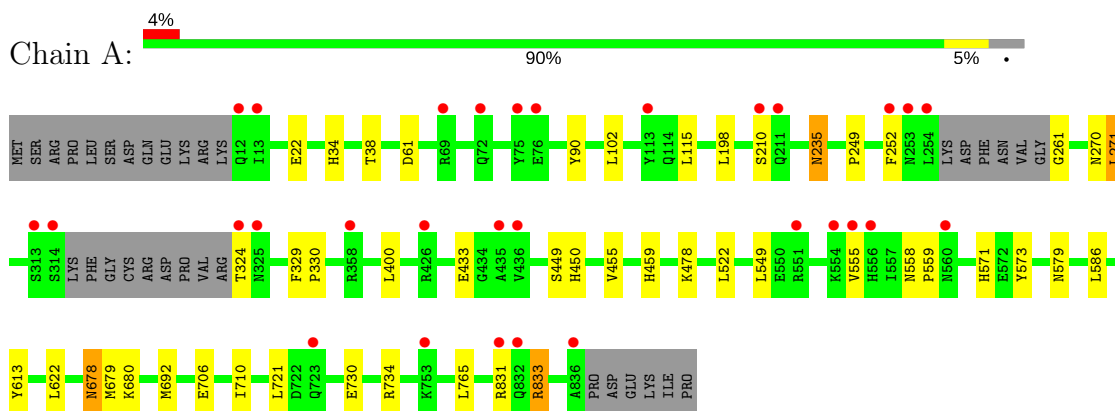 4%
Chain A:
90% 5% •
MET SER ARG PRO LEU SER ASP GLN GLU LYS ARG LYS Q12 I13 E22 H34 T38 D61 R69 Q72 Y75 E76 Y90 L102 Y113 Q114 L115 L198 S210 Q211 N235 P249 F252 N253 L254 LYS ASP PHE ASN VAL GLY G261 N270
S313 S314 LYS PHE GLY CYS ARG ASP PRO VAL ARG T324 N325 F329 P330 R358 L400 R426 E433 G434 A435 V436 S449 H450 V455 H459 K478 L522 L549 E550 R551 K554 V555 H556 I557 N558 P559 N560 H571 E572 Y573 N579 L586
Y613 L622 N678 M679 K680 M692 E706 I710 L721 D722 Q723 E730 R734 K753 L765 R831 Q832 R833 A836 PRO ASP GLU LYS ILE PRO